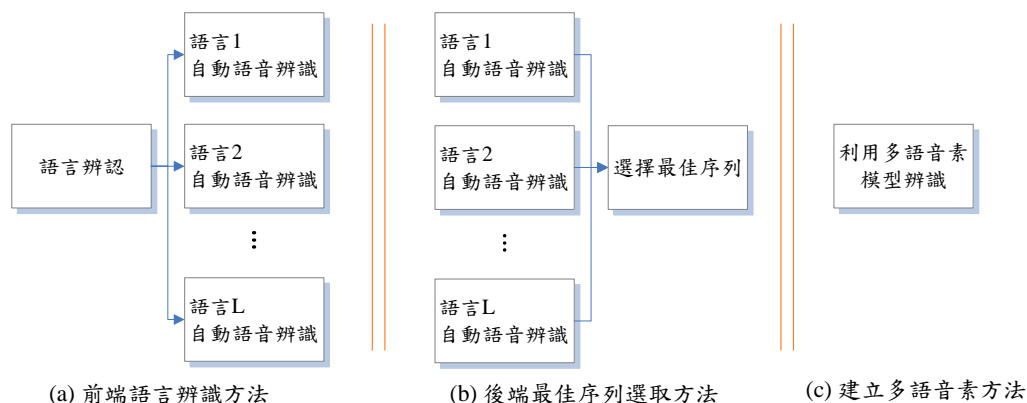 語言辨認
語言1
自動語音辨識
語言2
自動語音辨識
⋮
語言L
自動語音辨識
(a) 前端語言辨識方法
語言1
自動語音辨識
語言2
自動語音辨識
⋮
語言L
自動語音辨識
選擇最佳序列
(b) 後端最佳序列選取方法
利用多語音素
模型辨識
(c) 建立多語音素方法